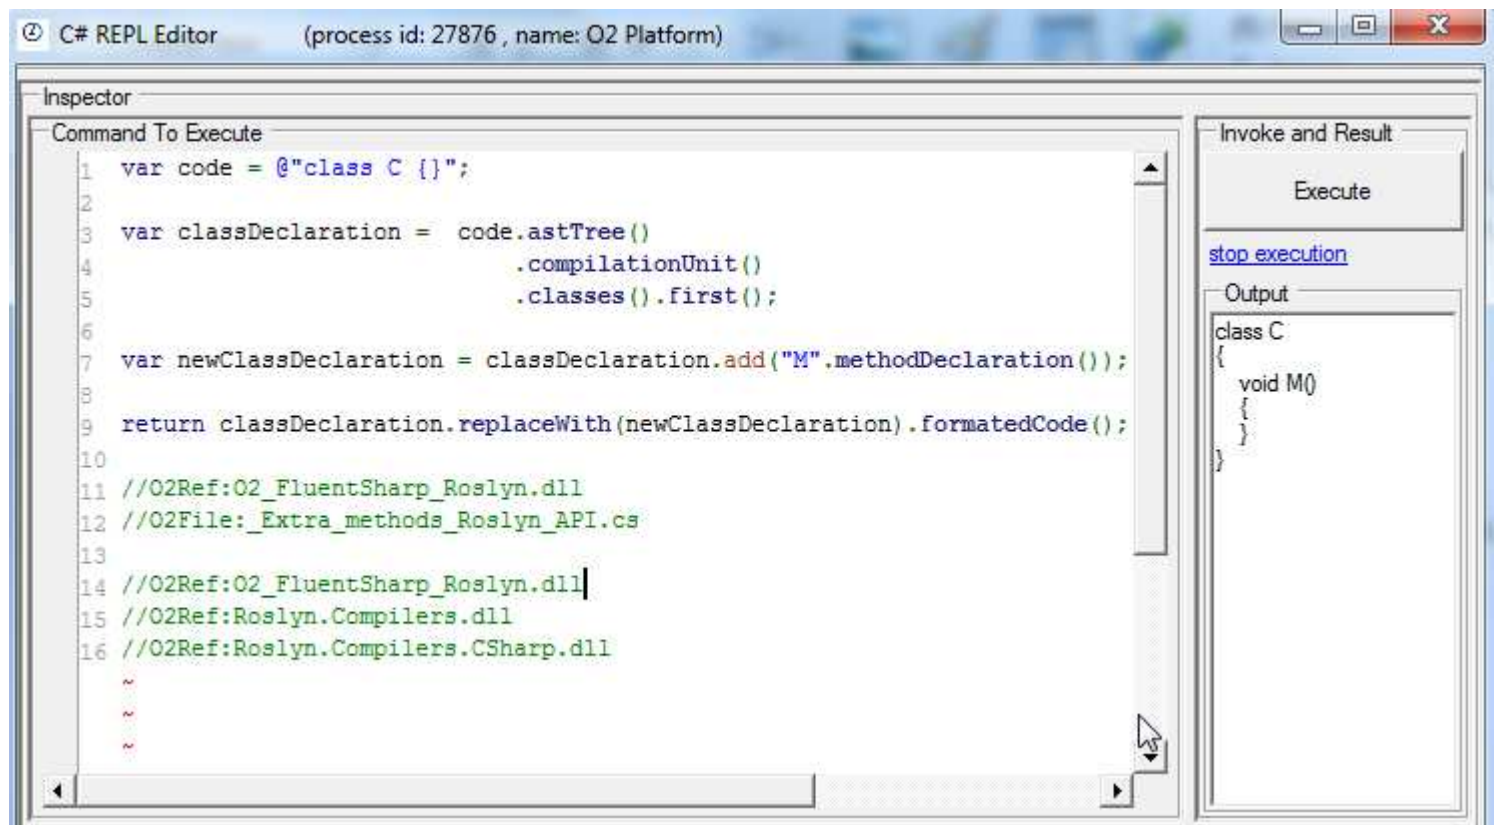 C# REPL Editor (process id: 27876 , name: O2 Platform)
Inspector
Command To Execute
1 var code = @"class C {}";
2
3 var classDeclaration =  code.astTree()
4 .compilationUnit()
5 .classes().first();
6
7 var newClassDeclaration = classDeclaration.add("M".methodDeclaration());
8
9 return classDeclaration.replaceWith(newClassDeclaration).formatedCode();
10
11 //O2Ref:O2_FluentSharp_Roslyn.dll
12 //O2File:_Extra_methods_Roslyn_API.cs
13
14 //O2Ref:O2_FluentSharp_Roslyn.dll
15 //O2Ref:Roslyn.Compilers.dll
16 //O2Ref:Roslyn.Compilers.CSharp.dll
~
~
~
Invoke and Result
Execute
stop execution
Output
class C
{
void M()
{
}
}